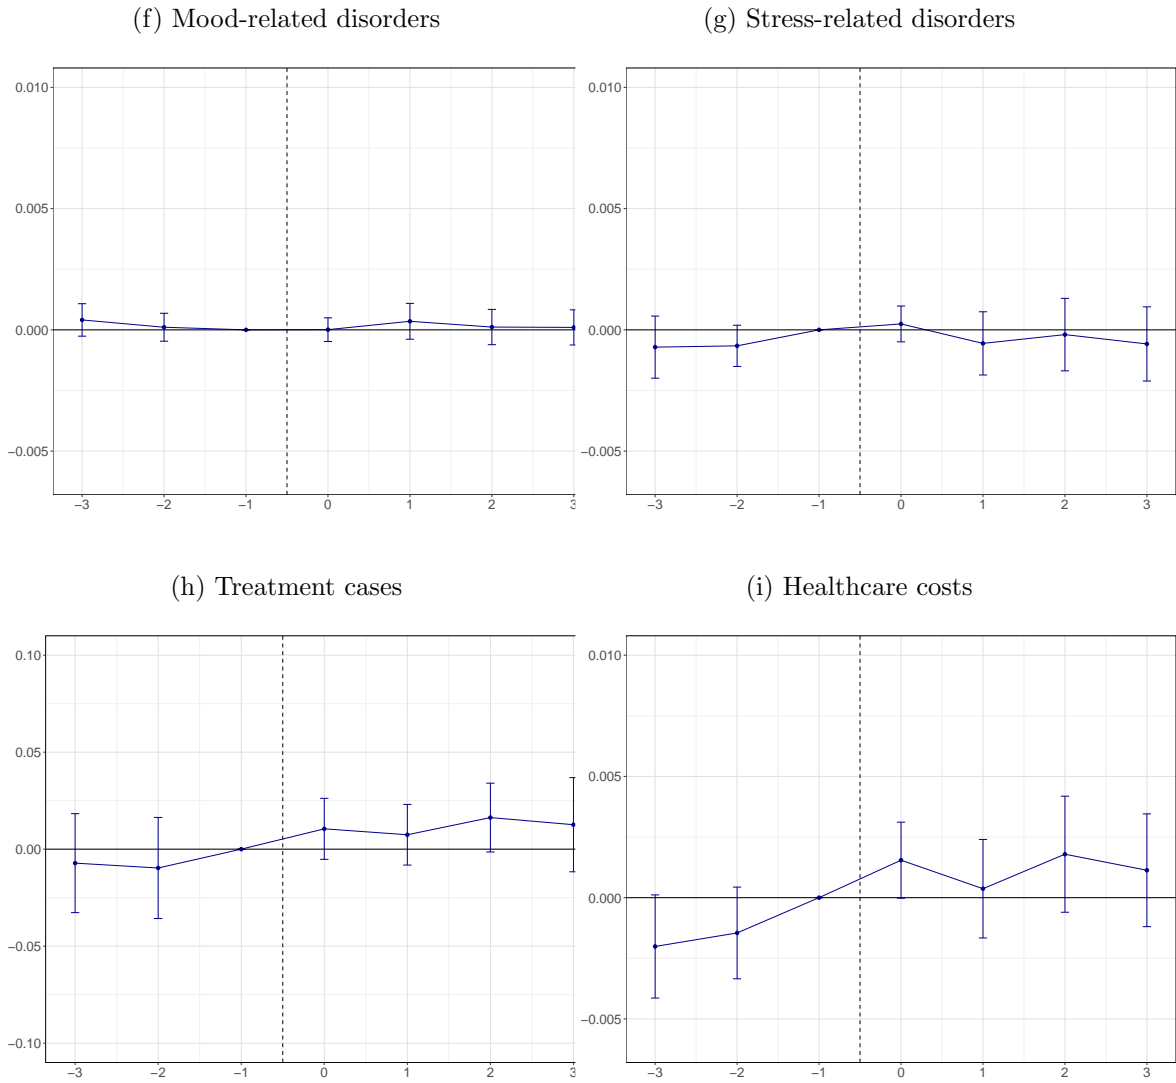 (f) Mood-related disorders
0.010
0.005
0.000
−0.005
−3 −2 −1 0 1 2 3
(g) Stress-related disorders
0.010
0.005
0.000
−0.005
−3 −2 −1 0 1 2 3
(h) Treatment cases
0.10
0.05
0.00
−0.05
−0.10
−3 −2 −1 0 1 2 3
(i) Healthcare costs
0.010
0.005
0.000
−0.005
−3 −2 −1 0 1 2 3